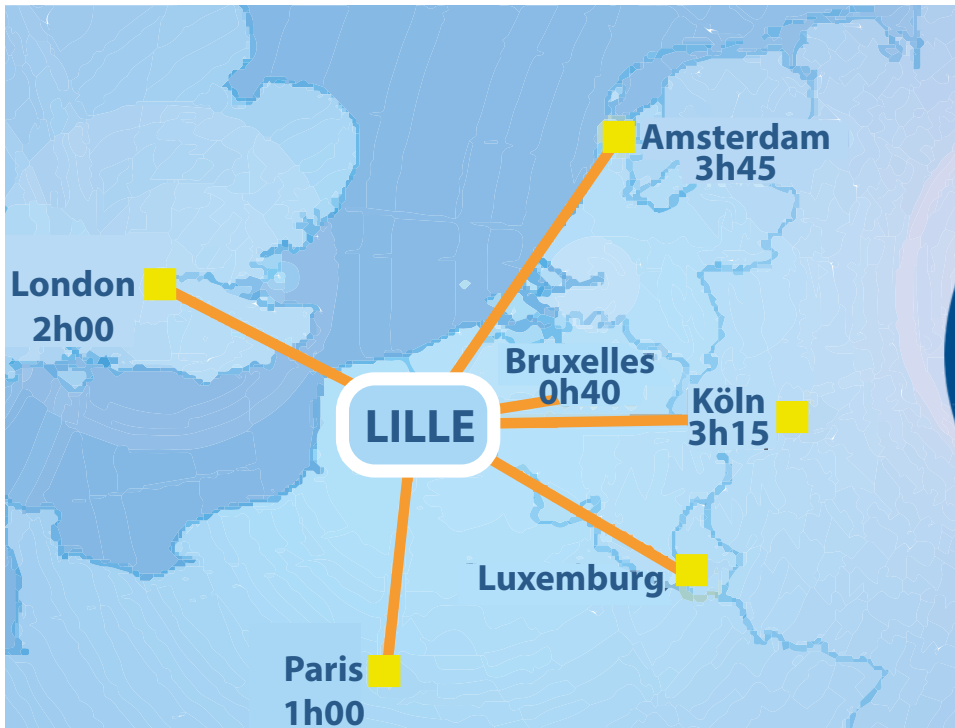 Amsterdam
3h45
London
2h00
Bruxelles
0h40
LILLE
Köln
3h15
Luxemburg
Paris
1h00